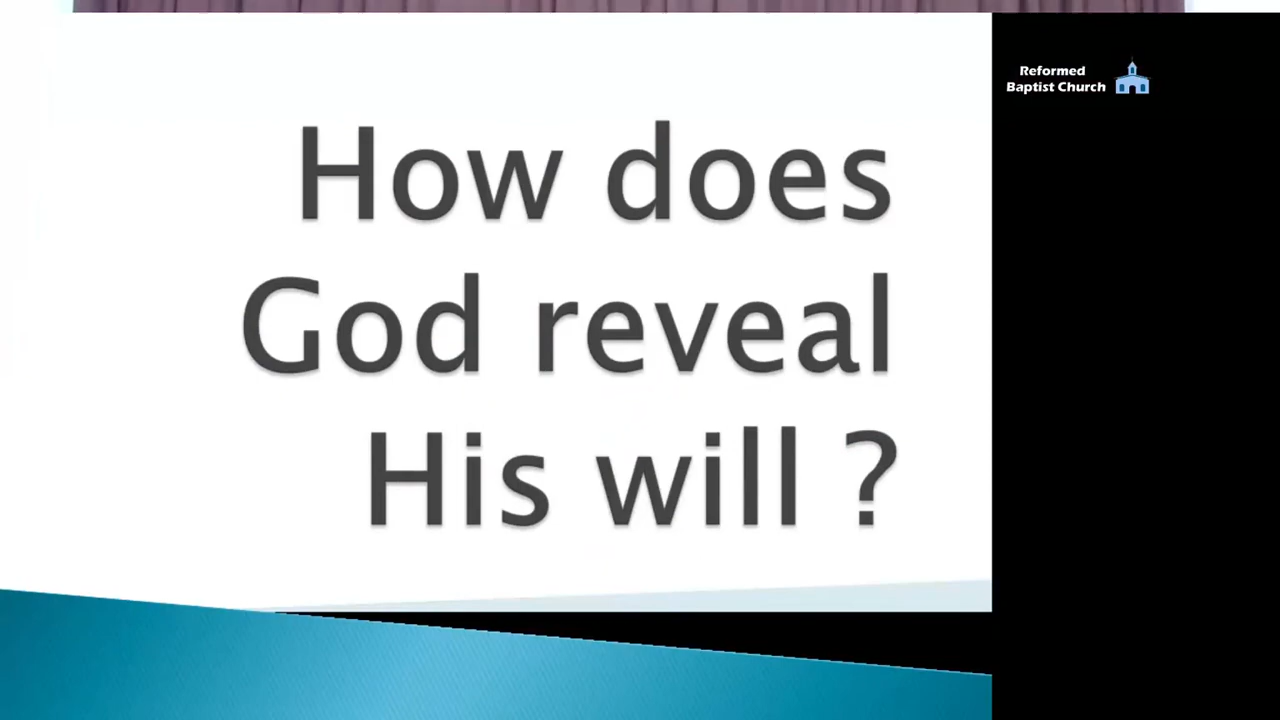 How does
God reveal
His will ?
Reformed
Baptist Church